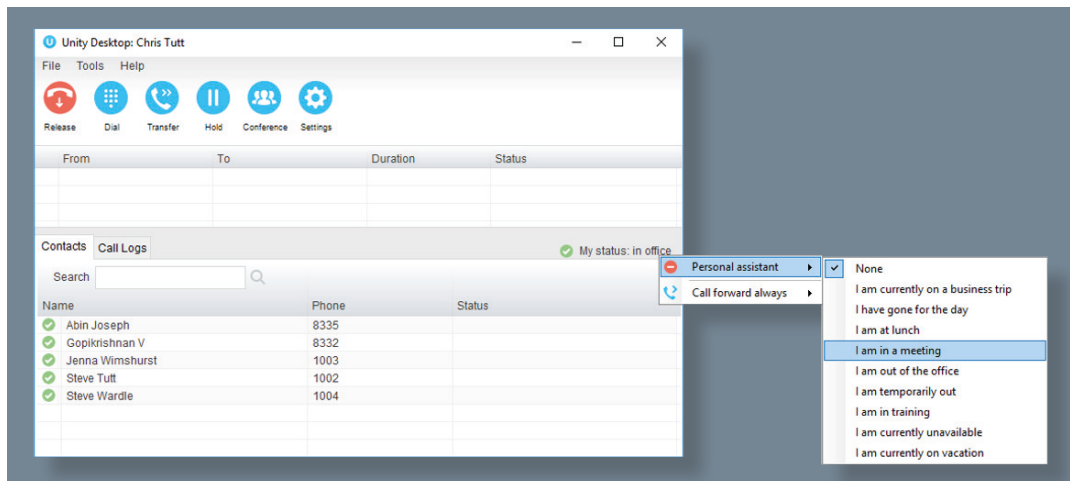 Unity Desktop: Chris Tutt
File Tools Help
Release Dial Transfer Hold Conference Settings
From To Duration Status
Contacts Call Logs My status: in office
Search
Name Phone Status
Abin Joseph 8335
Gopikrishnan V 8332
Jenna Wimshurst 1003
Steve Tutt 1002
Steve Wardle 1004
Personal assistant
Call forward always
None
I am currently on a business trip
I have gone for the day
I am at lunch
I am in a meeting
I am out of the office
I am temporarily out
I am in training
I am currently unavailable
I am currently on vacation